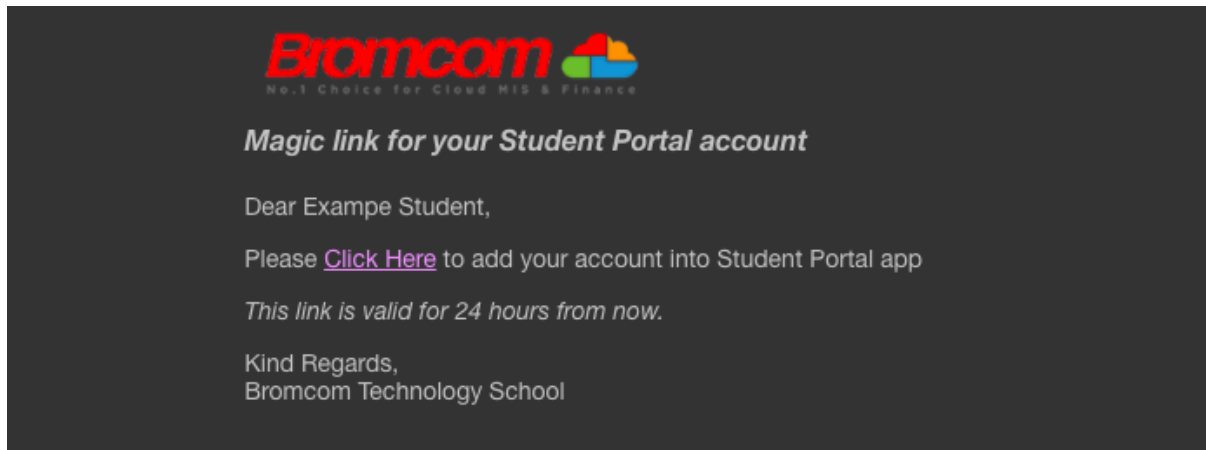 Bromcom
No.1 Choice for Cloud MIS & Finance
Magic link for your Student Portal account
Dear Exampe Student,
Please Click Here to add your account into Student Portal app
This link is valid for 24 hours from now.
Kind Regards,
Bromcom Technology School